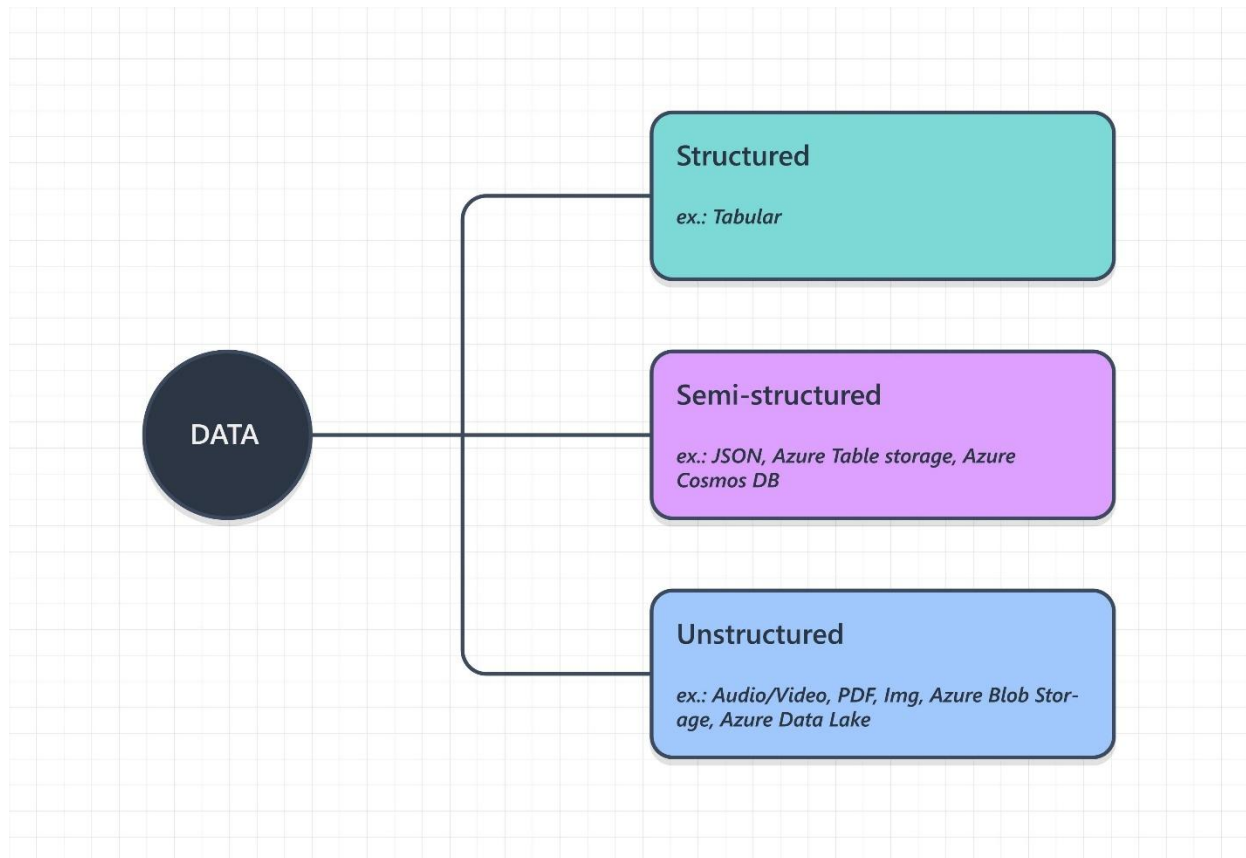 DATA
Structured
ex.: Tabular
Semi-structured
ex.: JSON, Azure Table storage, Azure
Cosmos DB
Unstructured
ex.: Audio/Video, PDF, Img, Azure Blob Stor-
age, Azure Data Lake